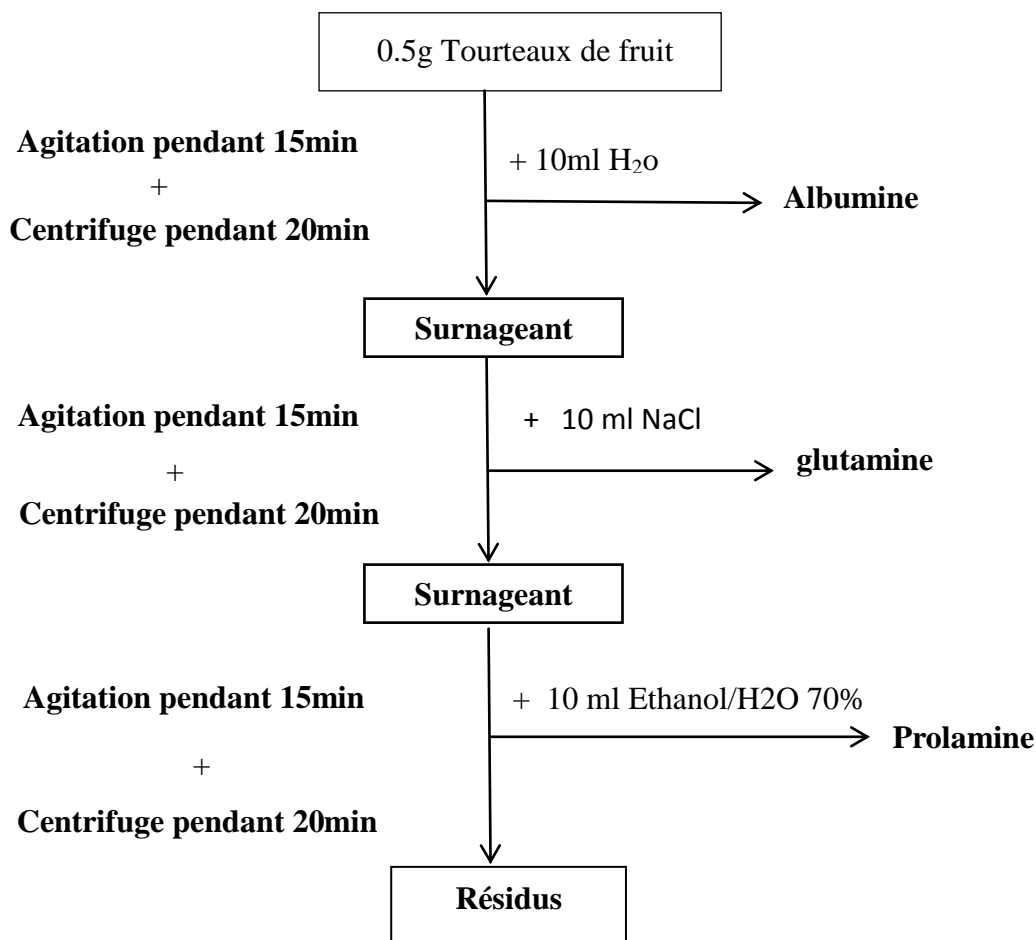 0.5g Tourteaux de fruit
Agitation pendant 15min
+
Centrifuge pendant 20min
+ 10ml H₂o
Albumine
Surnageant
Agitation pendant 15min
+
Centrifuge pendant 20min
+ 10 ml NaCl
glutamine
Surnageant
Agitation pendant 15min
+
Centrifuge pendant 20min
+ 10 ml Ethanol/H2O 70%
Prolamine
Résidus